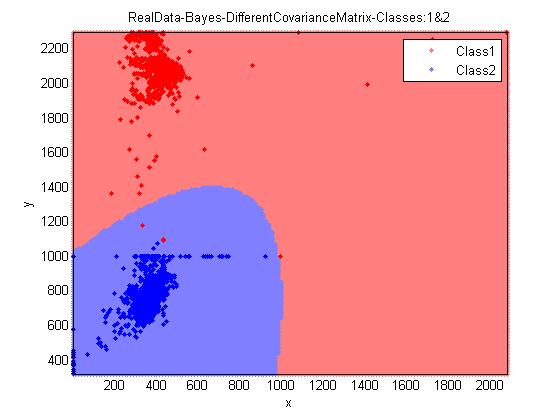 RealData-Bayes-DifferentCovarianceMatrix-Classes:1&2
Class1
Class2
2200
2000
1800
1600
1400
1200
1000
800
600
400
y
200 400 600 800 1000 1200 1400 1600 1800 2000
x